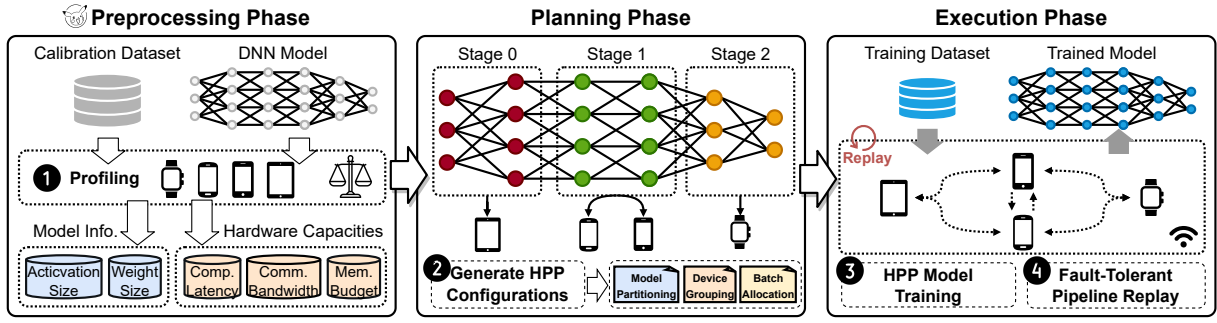 Preprocessing Phase
Calibration Dataset
DNN Model
1 Profiling
Model Info.
Hardware Capacities
Acticvation
Size
Weight
Size
Comp.
Latency
Comm.
Bandwidth
Mem.
Budget
Planning Phase
Stage 0
Stage 1
Stage 2
2 Generate HPP
Configurations
Model
Partitioning
Device
Grouping
Batch
Allocation
Execution Phase
Training Dataset
Trained Model
Replay
3 HPP Model
Training
4 Fault-Tolerant
Pipeline Replay